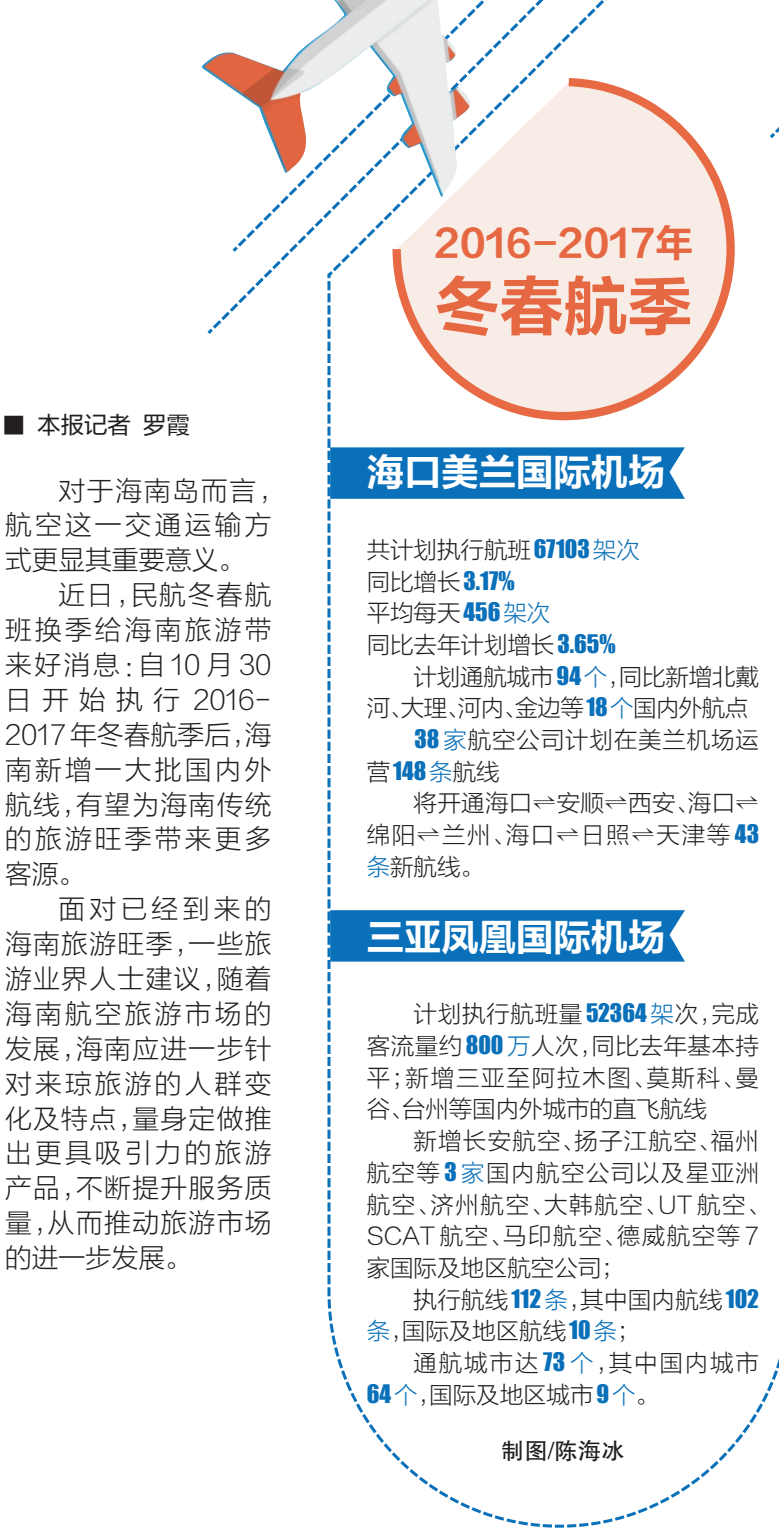 2016-2017年
冬春航季
■ 本报记者 罗霞
对于海南岛而言,
航空这一交通运输方
式更显其重要意义。
近日,民航冬春航
班换季给海南旅游带
来好消息:自10月30
日开始执行 2016-
2017年冬春航季后,海
南新增一大批国内外
航线,有望为海南传统
的旅游旺季带来更多
客源。
面对已经到来的
海南旅游旺季,一些旅
游业界人士建议,随着
海南航空旅游市场的
发展,海南应进一步针
对来琼旅游的人群变
化及特点,量身定做推
出更具吸引力的旅游
产品,不断提升服务质
量,从而推动旅游市场
的进一步发展。
海口美兰国际机场
共计划执行航班67103架次
同比增长3.17%
平均每天456架次
同比去年计划增长3.65%
计划通航城市94个,同比新增北戴
河、大理、河内、金边等18个国内外航点
38家航空公司计划在美兰机场运
营148条航线
将开通海口⇌安顺⇌西安、海口⇌
绵阳⇌兰州、海口⇌日照⇌天津等43
条新航线。
三亚凤凰国际机场
计划执行航班量52364架次,完成
客流量约800万人次,同比去年基本持
平;新增三亚至阿拉木图、莫斯科、曼
谷、台州等国内外城市的直飞航线
新增长安航空、扬子江航空、福州
航空等3家国内航空公司以及星亚洲
航空、济州航空、大韩航空、UT航空、
SCAT航空、马印航空、德威航空等7
家国际及地区航空公司;
执行航线112条,其中国内航线102
条,国际及地区航线10条;
通航城市达73个,其中国内城市
64个,国际及地区城市9个。
制图/陈海冰